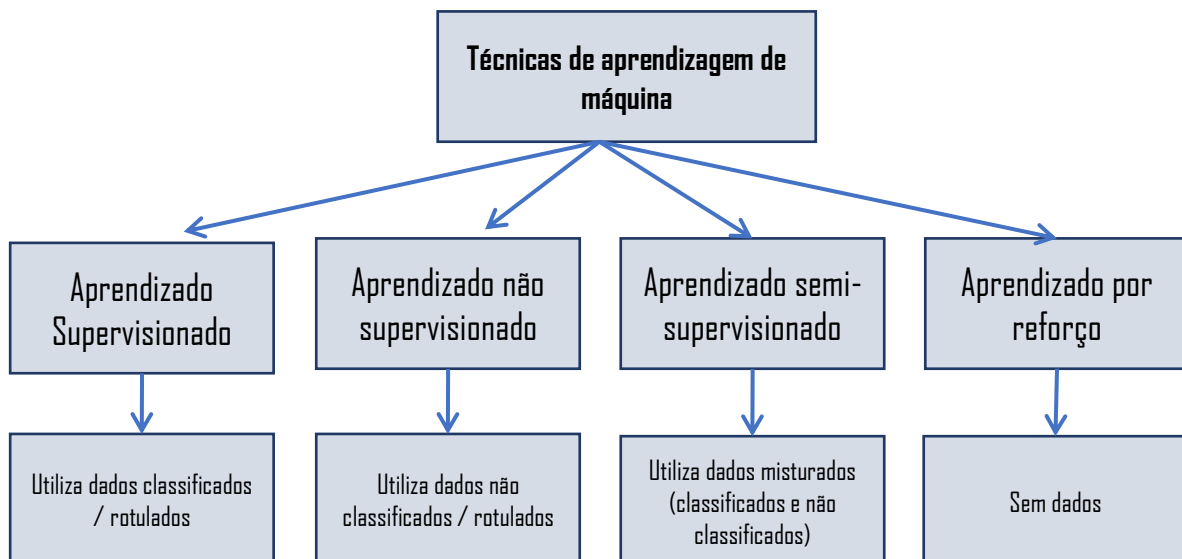 Técnicas de aprendizagem de
máquina
Aprendizado
Supervisionado
Aprendizado não
supervisionado
Aprendizado semi-
supervisionado
Aprendizado por
reforço
Utiliza dados classificados
/ rotulados
Utiliza dados não
classificados / rotulados
Utiliza dados misturados
(classificados e não
classificados)
Sem dados